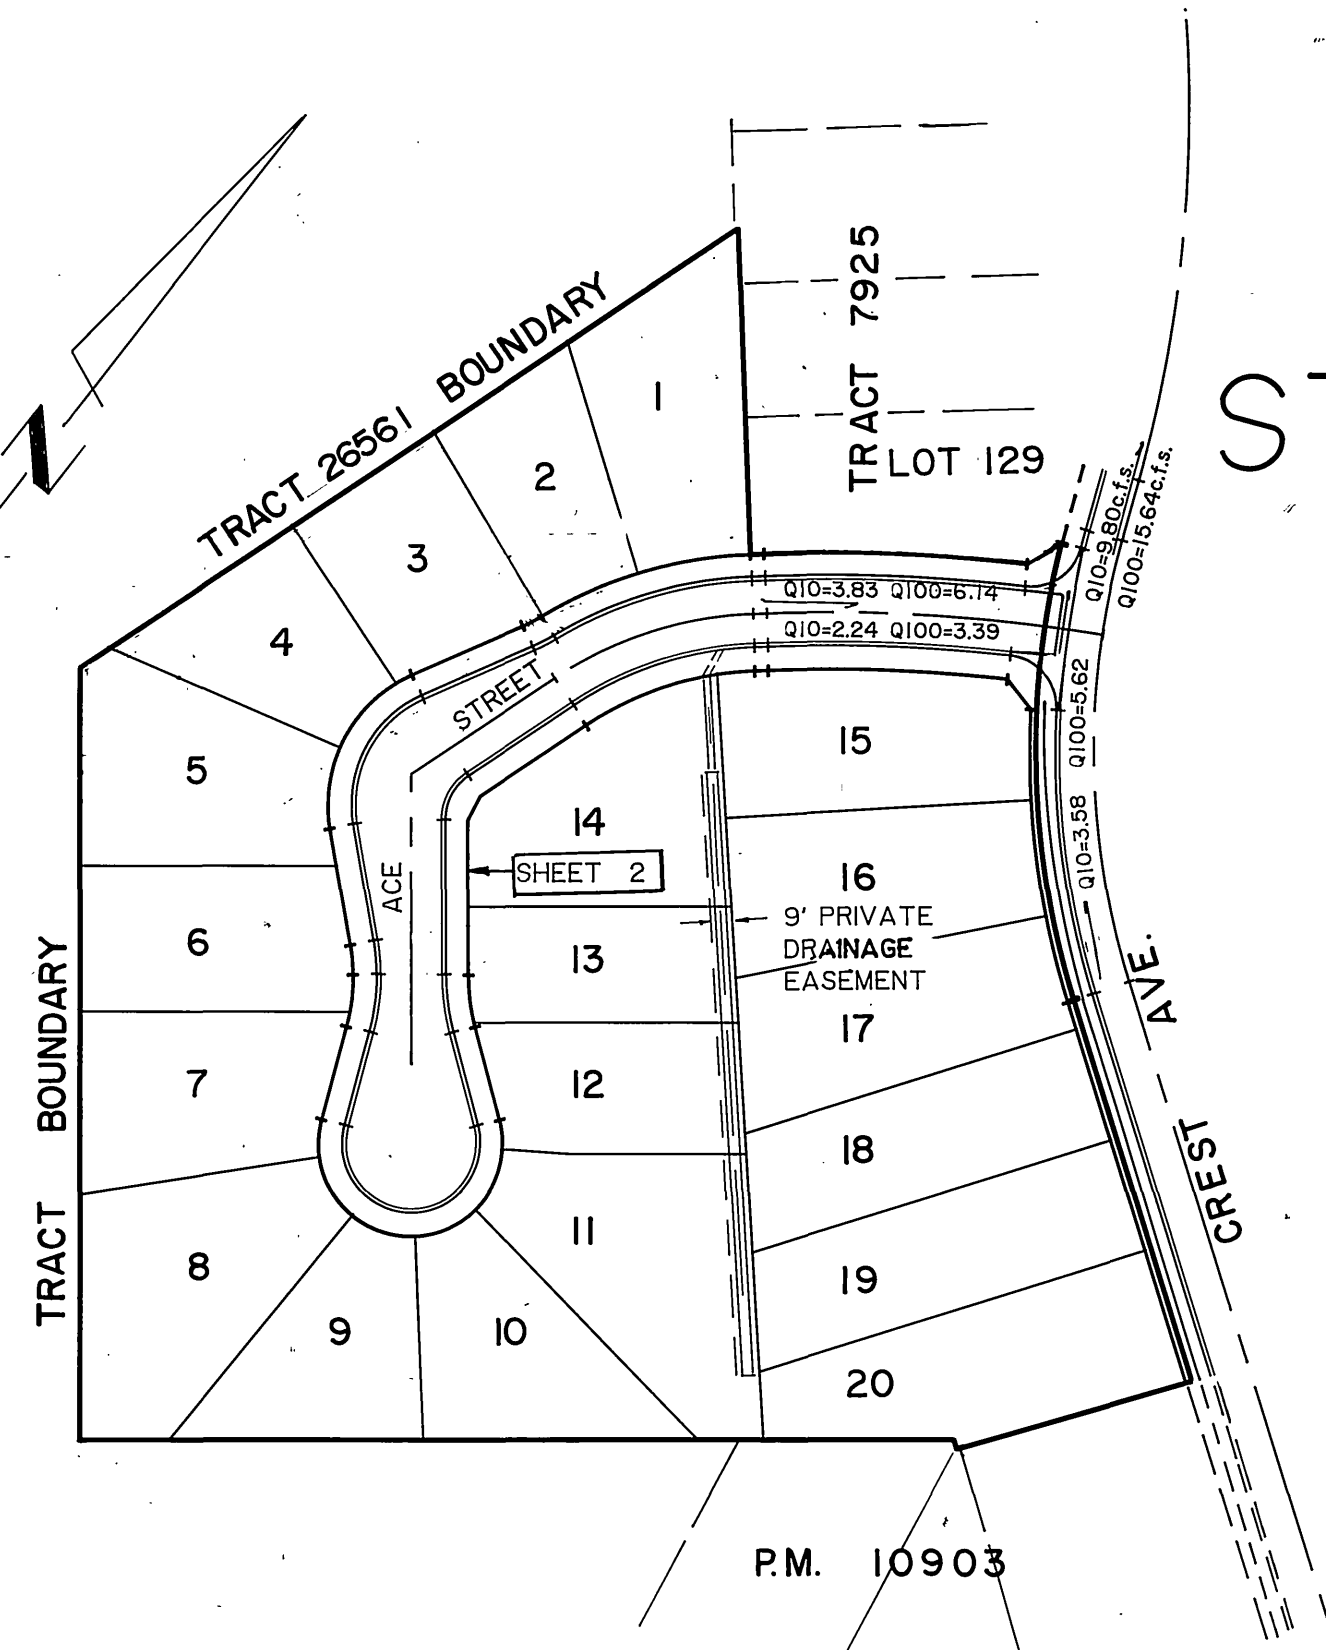 N
TRACT 26561 BOUNDARY
TRACT 7925
LOT 129
S
1
2
3
4
5
6
7
8
9
10
11
12
13
14
15
16
17
18
19
20
Q10=3.83 Q100=6.14
Q10=2.24 Q100=3.39
Q10=9.80c.f.s.
Q100=15.64c.f.s.
Q10=3.58 Q100=5.62
ACE STREET
SHEET 2
9' PRIVATE
DRAINAGE
EASEMENT
CREST AVE.
TRACT BOUNDARY
P.M. 10903